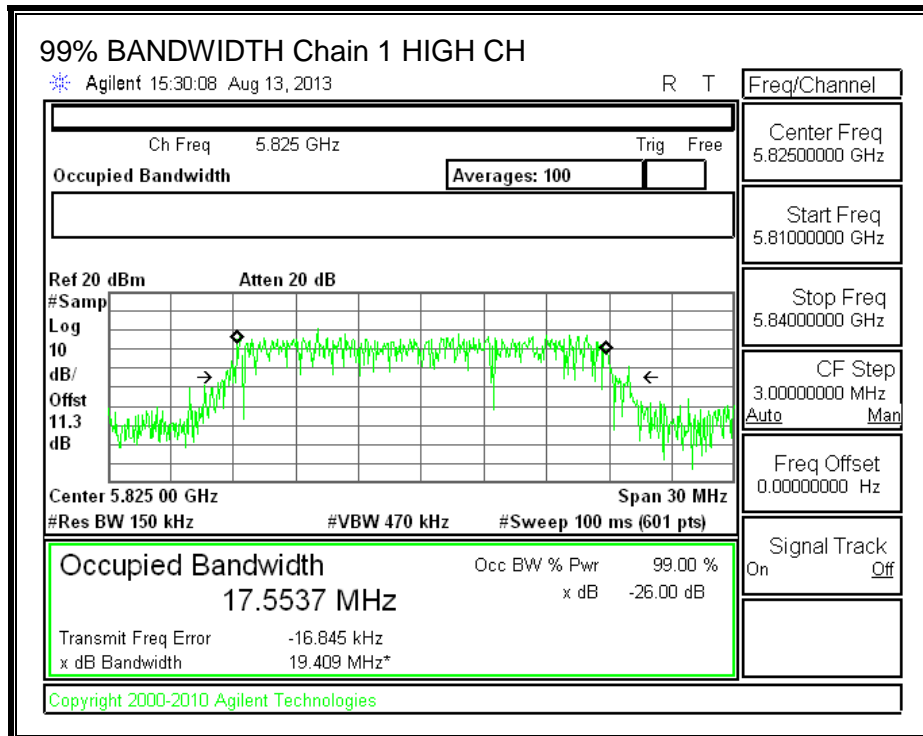 99% BANDWIDTH Chain 1 HIGH CH
Agilent 15:30:08 Aug 13, 2013 R T
Freq/Channel
Ch Freq 5.825 GHz Trig Free
Occupied Bandwidth Averages: 100
Center Freq
5.82500000 GHz
Start Freq
5.81000000 GHz
Stop Freq
5.84000000 GHz
CF Step
3.00000000 MHz
Auto Man
Freq Offset
0.00000000 Hz
Signal Track
On Off
Ref 20 dBm Atten 20 dB
#Samp
Log
10
dB/
Offst
11.3
dB
Center 5.825 00 GHz Span 30 MHz
#Res BW 150 kHz #VBW 470 kHz #Sweep 100 ms (601 pts)
Occupied Bandwidth Occ BW % Pwr 99.00 %
17.5537 MHz x dB -26.00 dB
Transmit Freq Error -16.845 kHz
x dB Bandwidth 19.409 MHz*
Copyright 2000-2010 Agilent Technologies